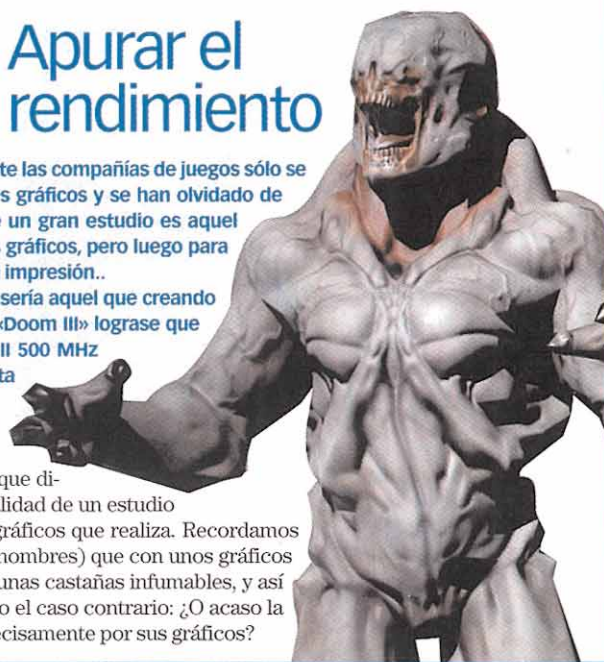 Apurar el
rendimiento
te las compañías de juegos sólo se
s gráficos y se han olvidado de
un gran estudio es aquel
s gráficos, pero luego para
impresión..
sería aquel que creando
«Doom III» lograse que
II 500 MHz
ta
que di-
lidad de un estudio
gráficos que realiza. Recordamos
nombres) que con unos gráficos
unas castañas infumables, y así
o el caso contrario: ¿O acaso la
ecisamente por sus gráficos?